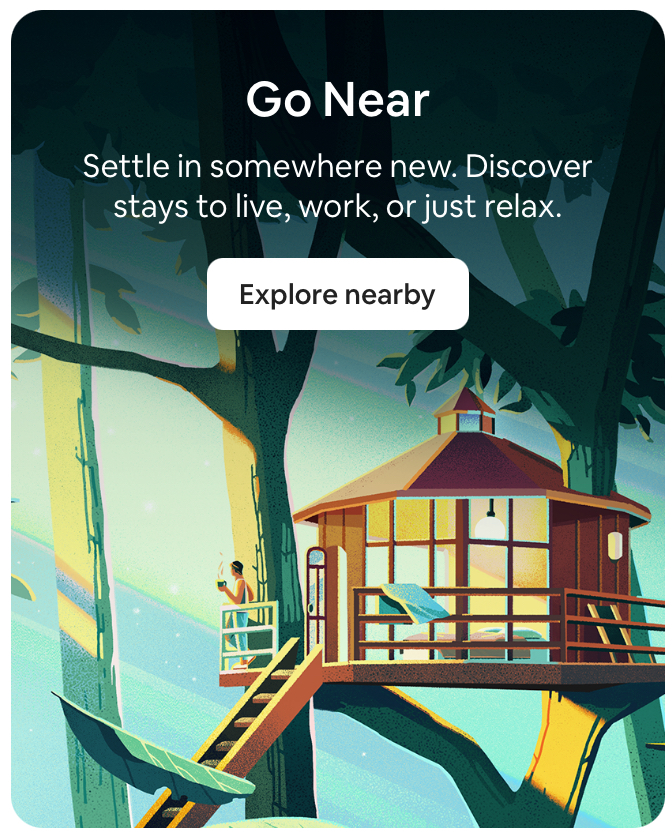 Go Near
Settle in somewhere new. Discover
stays to live, work, or just relax.
Explore nearby